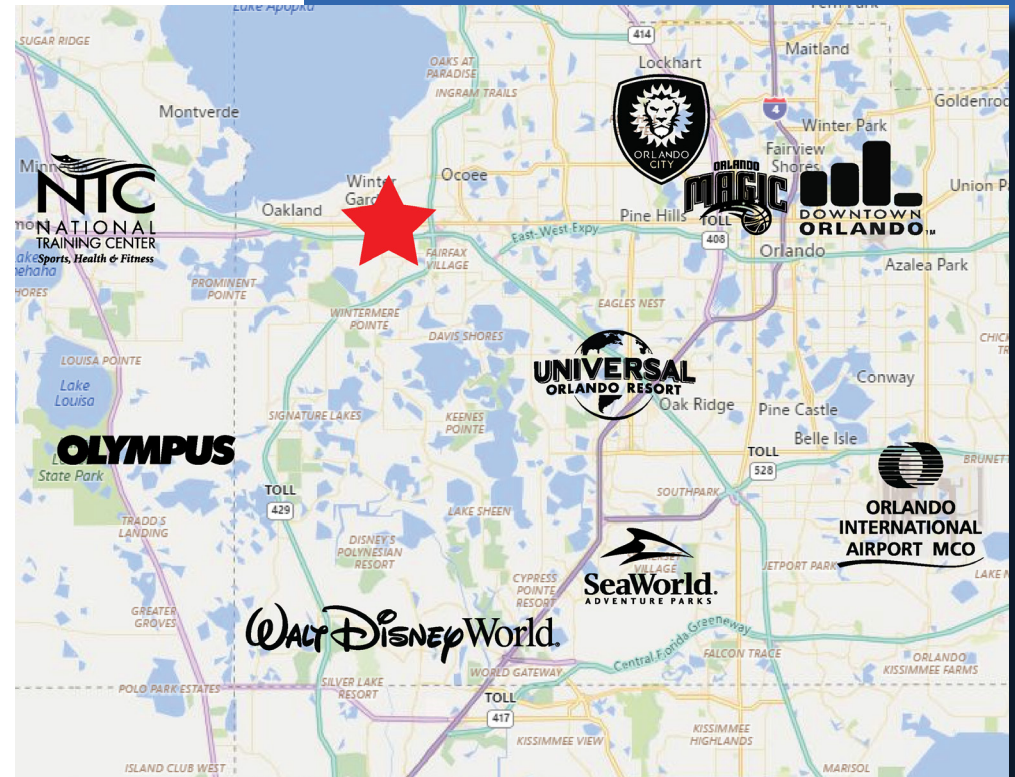 Lake Apopka
SUGAR RIDGE
414
Maitland
OAKS AT
PARADISE
Lockhart
INGRAM TRAILS
Montverde
4
Goldenrod
Winter Park
ORLANDO
CITY
Fairview
Shores
ORLANDO
MAGIC
NTC
NATIONAL
TRAINING CENTER
Sports, Health & Fitness
Winter
Ocoee
Union P
Oakland
Pine Hills
TOLL
408
DOWNTOWN
ORLANDO™
East-West Expy
Orlando
Azalea Park
FAIRFAX
VILLAGE
PROMINENT
POINTE
EAGLES NEST
WINTERMERE
POINTE
DAVIS SHORES
LOUISA POINTE
UNIVERSAL
ORLANDO RESORT
Conway
Lake
Louisa
Oak Ridge
Pine Castle
SIGNATURE LAKES
KEENES
POINTE
Belle Isle
OLYMPUS
State Park
TOLL
528
TOLL
429
SOUTHPARK
ORLANDO
INTERNATIONAL
AIRPORT MCO
LAKE SHEEN
TRADD'S
LANDING
DISNEY'S
POLYNESIAN
RESORT
VILLAGE
JETPORT PARK
CYPRESS
POINTE
RESORT
SeaWorld.
ADVENTURE PARKS
GREATER
GROVES
WALT DISNEY World.
Central Florida Greeneway
FALCON TRACE
ORLANDO
KISSIMMEE FARMS
WORLD GATEWAY
POLO PARK ESTATES
SILVER LAKE
RESORT
TOLL
417
KISSIMMEE VIEW
KISSIMMEE
HIGHLANDS
ISLAND CLUB WEST
MARISOL